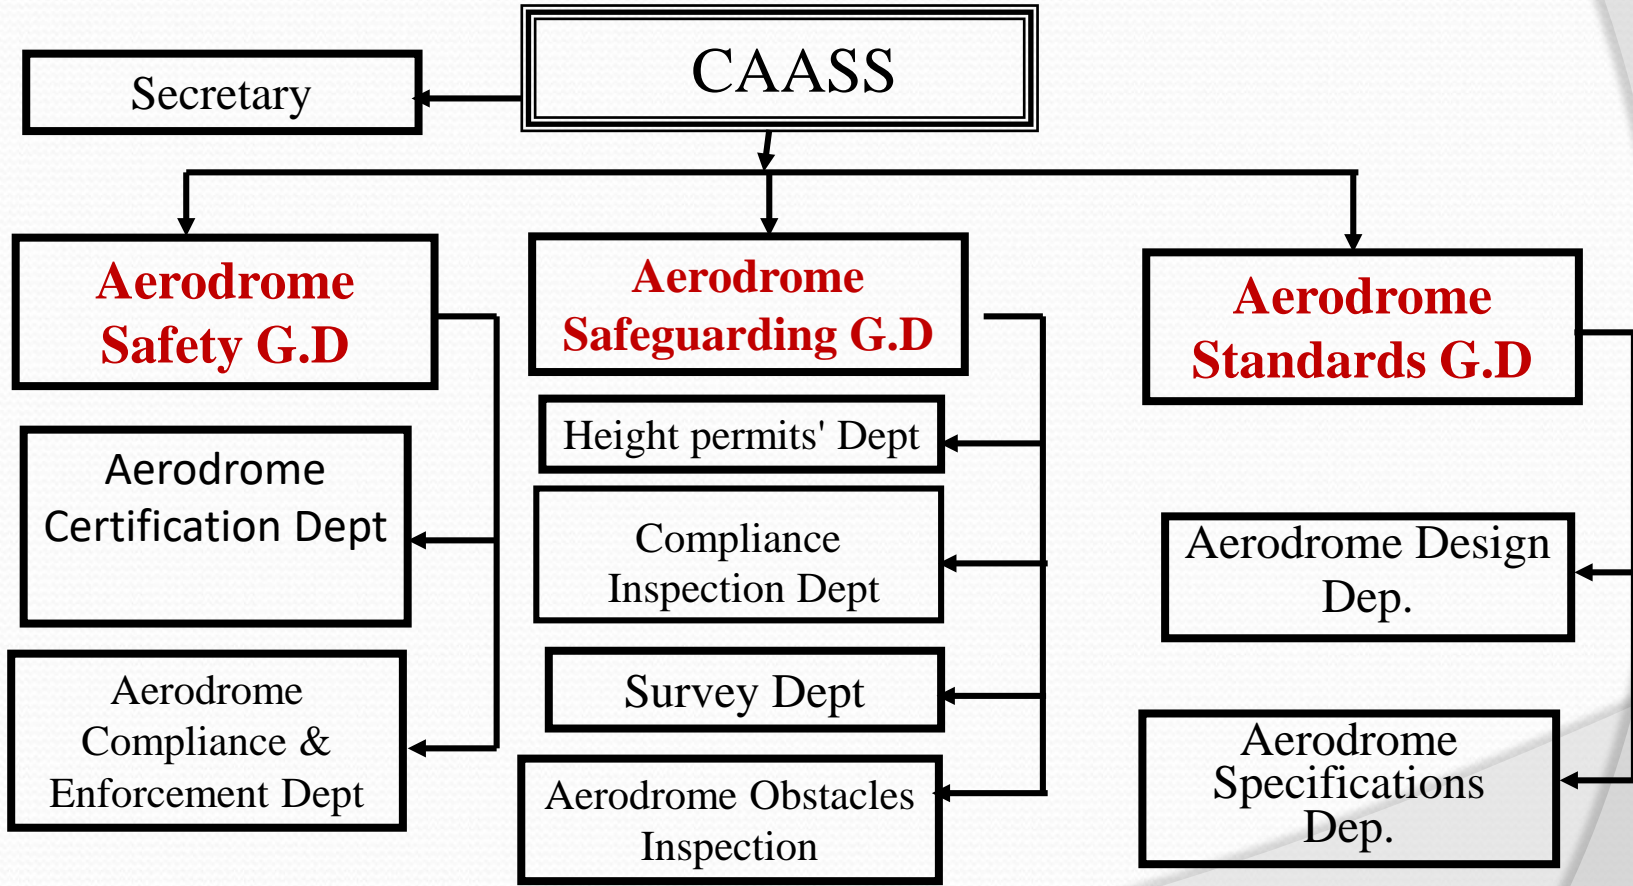 CAASS
Secretary
Aerodrome
Safety G.D
Aerodrome
Certification Dept
Aerodrome
Compliance &
Enforcement Dept
Aerodrome
Safeguarding G.D
Height permits' Dept
Compliance
Inspection Dept
Survey Dept
Aerodrome Obstacles
Inspection
Aerodrome
Standards G.D
Aerodrome Design
Dep.
Aerodrome
Specifications
Dep.